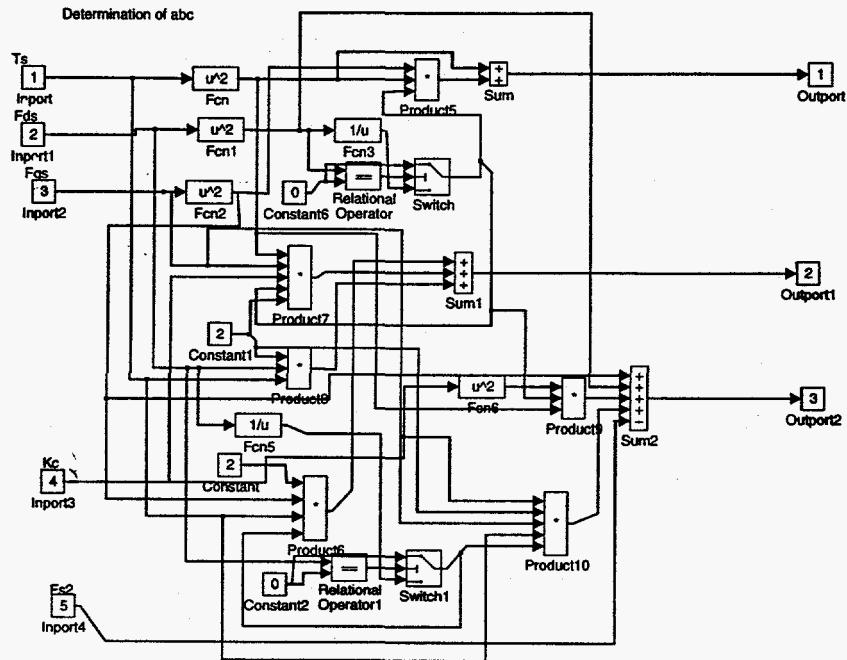 Determination of abc
Ts
1
Inport
Fds
2
Inport1
Fqs
3
Inport2
u^2
Fcn
u^2
Fcn1
u^2
Fcn2
1/u
Fcn3
0
Constant6
==
Relational
Operator
Switch
*
Product5
+
+
Sum
1
Outport
*
Product7
+
+
+
Sum1
2
Outport1
2
Constant1
*
Product8
u^2
Fcn6
*
Product9
+
+
+
+
−
Sum2
3
Outport2
1/u
Fcn5
Kc
4
Inport3
2
Constant
*
Product6
*
Product10
0
Constant2
==
Relational
Operator1
Switch1
Fs2
5
Inport4